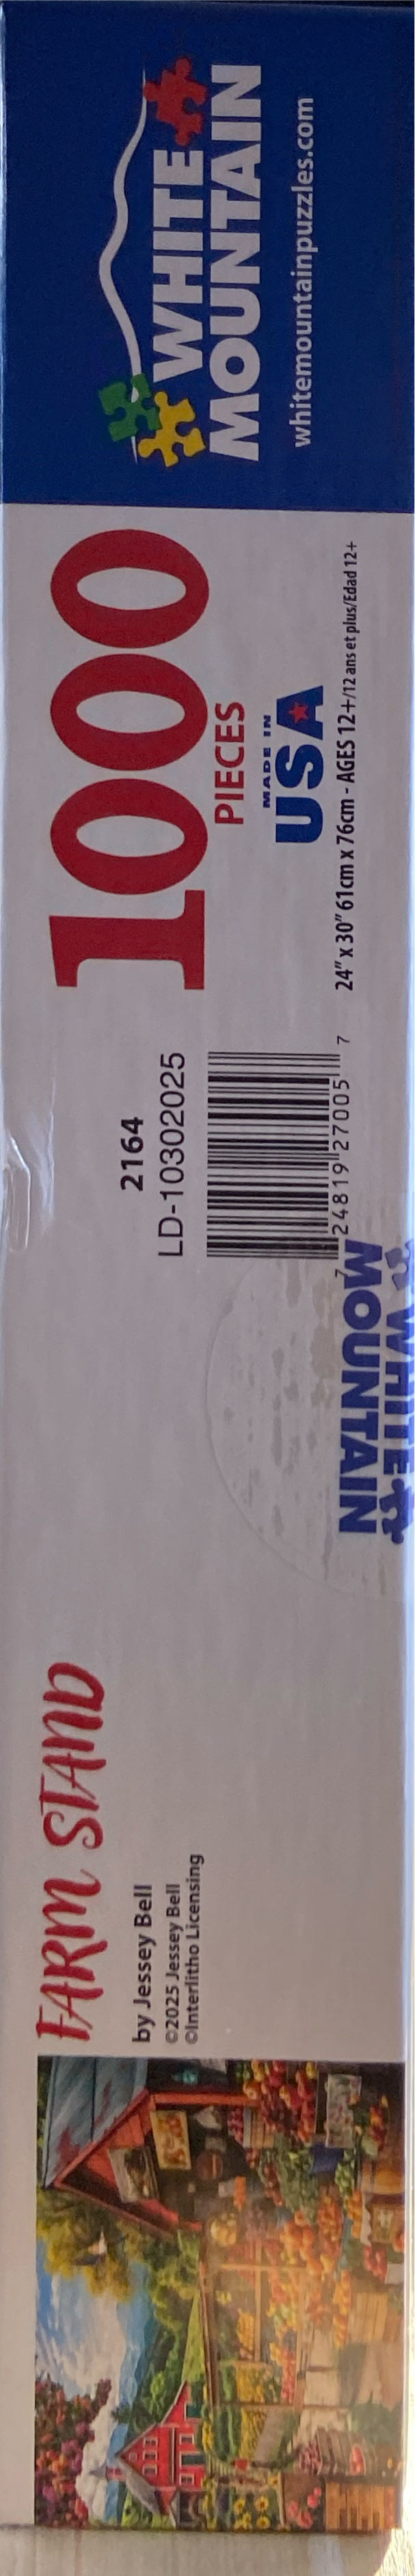 FARM STAND
by Jessey Bell
©2025 Jessey Bell
©Interlitho Licensing
WHITE
MOUNTAIN
2164
LD-10302025
7 24819 27005 7
1000
PIECES
MADE IN
USA
24" x 30" 61cm x 76cm - AGES 12+/12 ans et plus/Edad 12+
WHITE
MOUNTAIN
whitemountainpuzzles.com